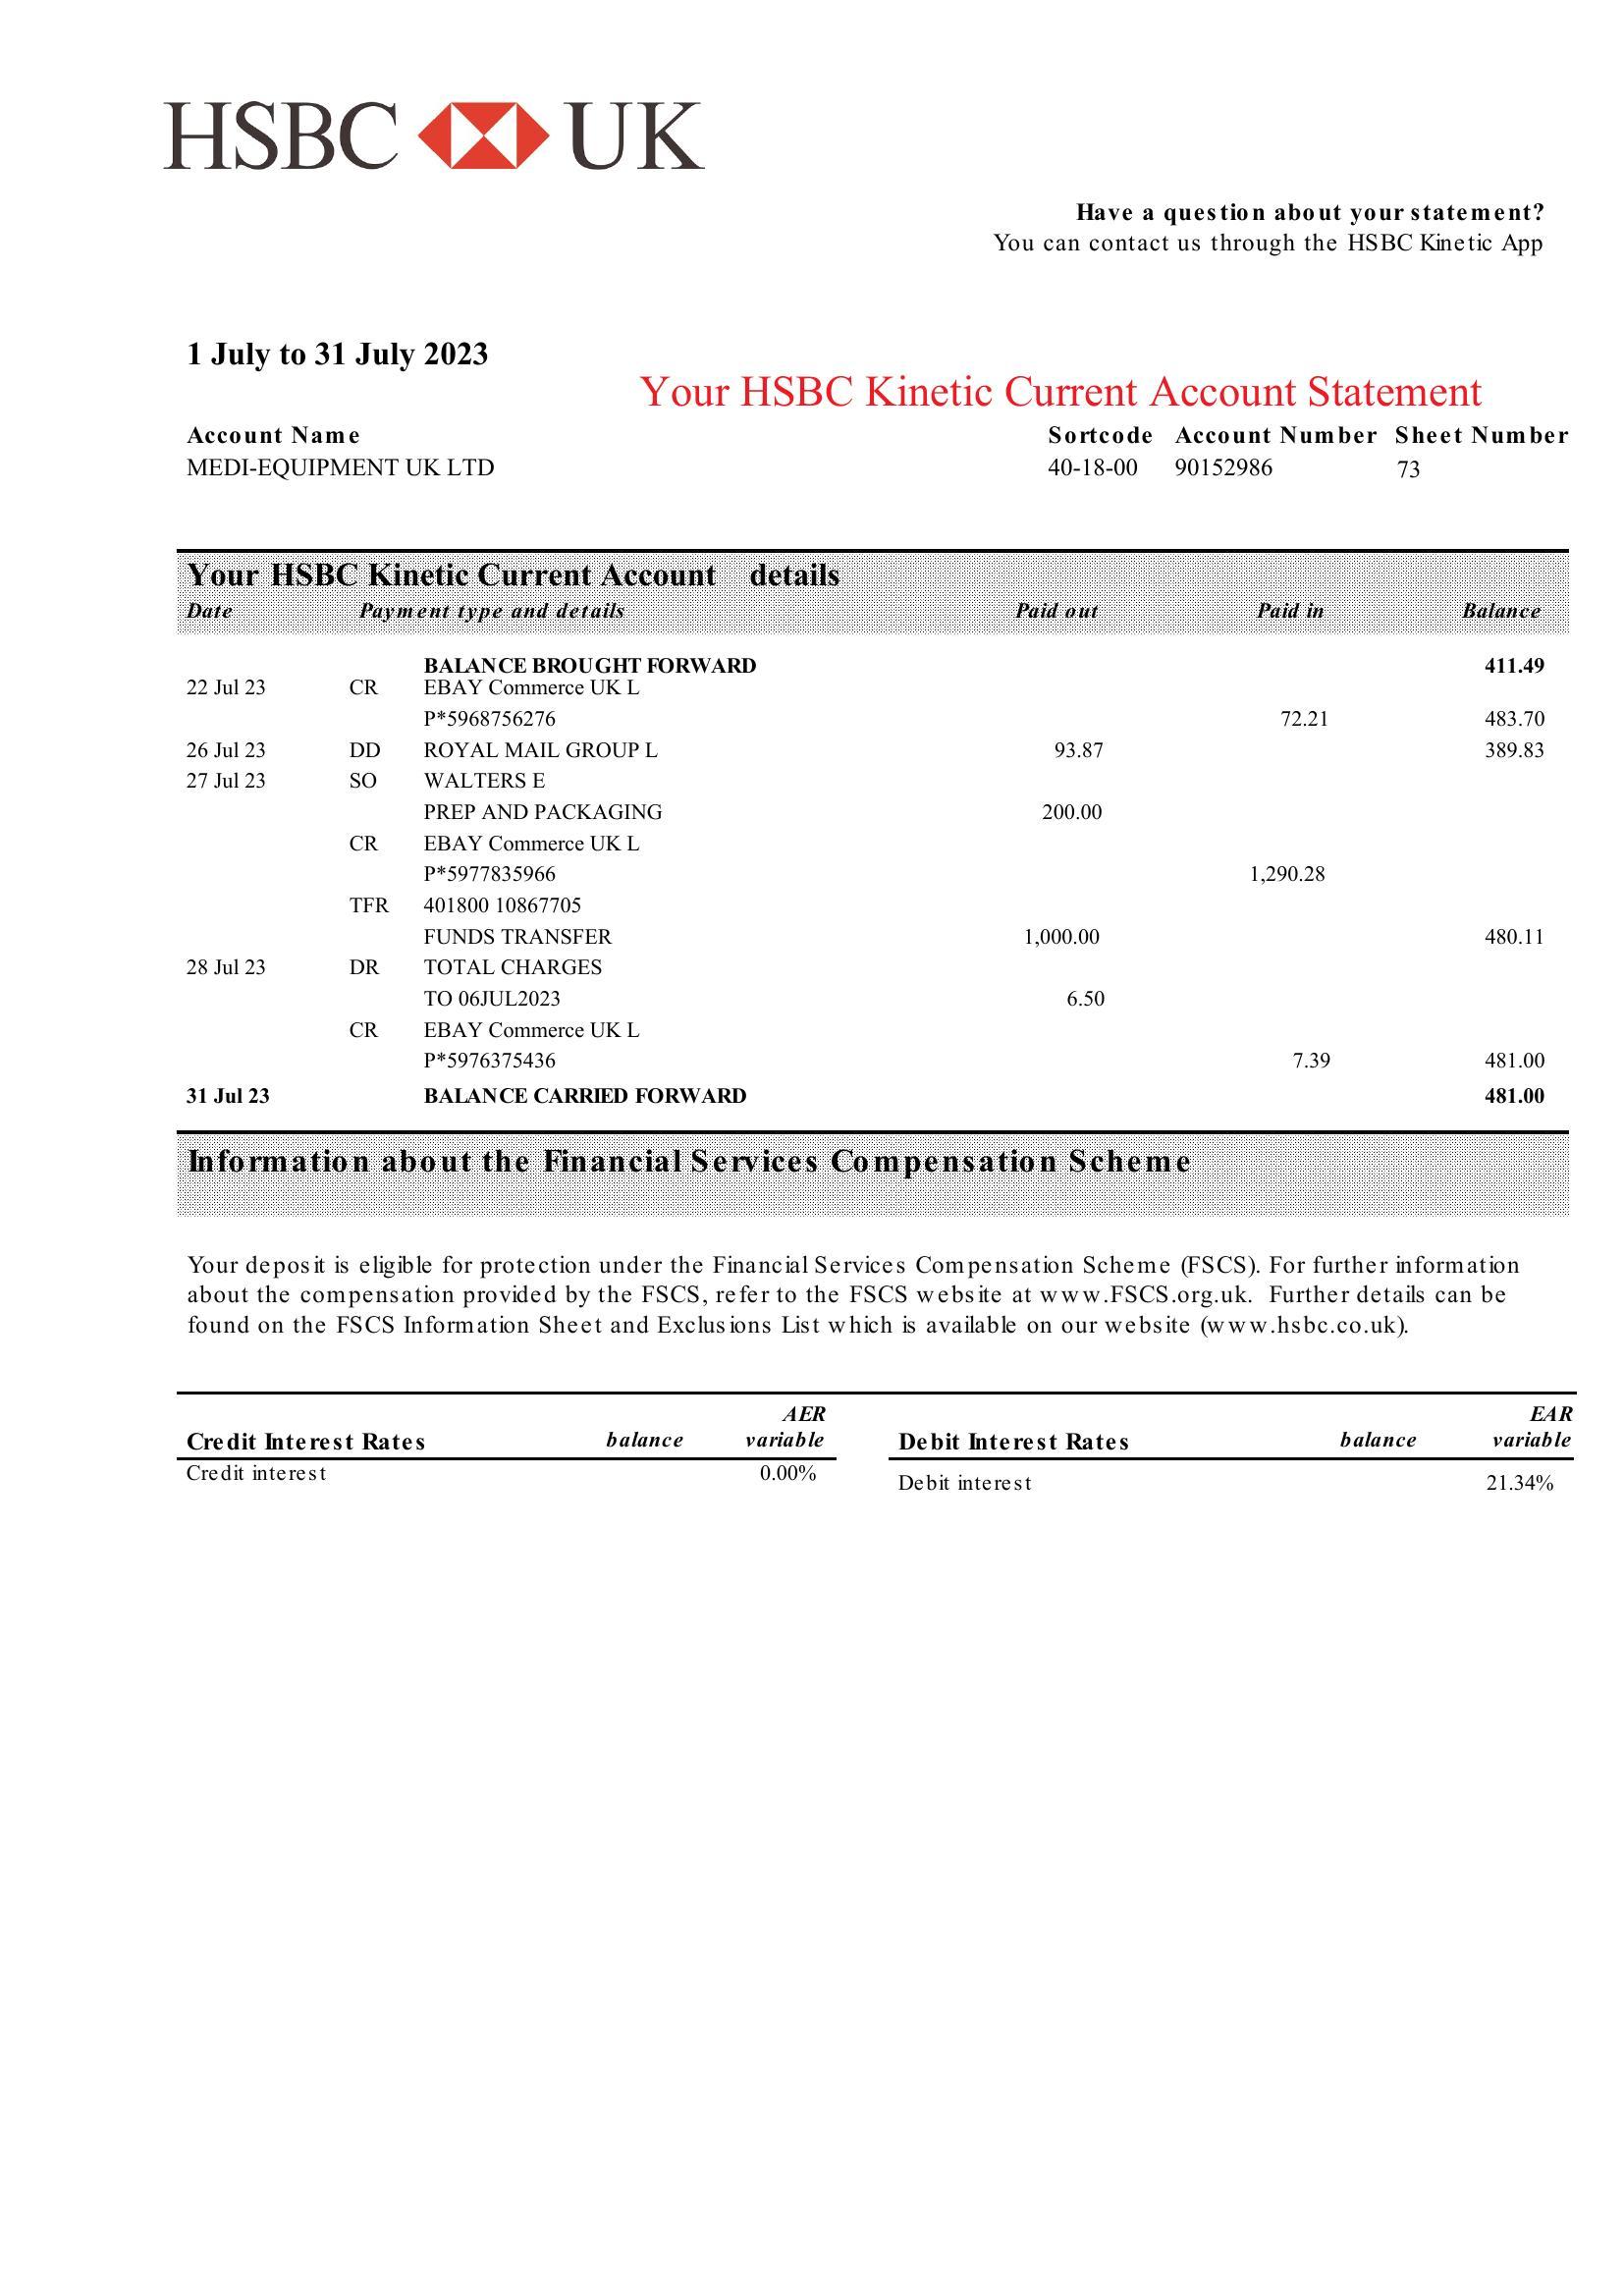 HSBC UK
Have a question about your statement?
You can contact us through the HSBC Kinetic App
1 July to 31 July 2023
Your HSBC Kinetic Current Account Statement
Account Name Sortcode Account Number Sheet Number
MEDI-EQUIPMENT UK LTD 40-18-00 90152986 73
Your HSBC Kinetic Current Account details
Date Payment type and details Paid out Paid in Balance
BALANCE BROUGHT FORWARD 411.49
22 Jul 23 CR EBAY Commerce UK L
P*5968756276 72.21 483.70
26 Jul 23 DD ROYAL MAIL GROUP L 93.87 389.83
27 Jul 23 SO WALTERS E
PREP AND PACKAGING 200.00
CR EBAY Commerce UK L
P*5977835966 1,290.28
TFR 401800 10867705
FUNDS TRANSFER 1,000.00 480.11
28 Jul 23 DR TOTAL CHARGES
TO 06JUL2023 6.50
CR EBAY Commerce UK L
P*5976375436 7.39 481.00
31 Jul 23 BALANCE CARRIED FORWARD 481.00
Information about the Financial Services Compensation Scheme
Your deposit is eligible for protection under the Financial Services Compensation Scheme (FSCS). For further information
about the compensation provided by the FSCS, refer to the FSCS website at www.FSCS.org.uk. Further details can be
found on the FSCS Information Sheet and Exclusions List which is available on our website (www.hsbc.co.uk).
AER EAR
Credit Interest Rates balance variable Debit Interest Rates balance variable
Credit interest 0.00% Debit interest 21.34%